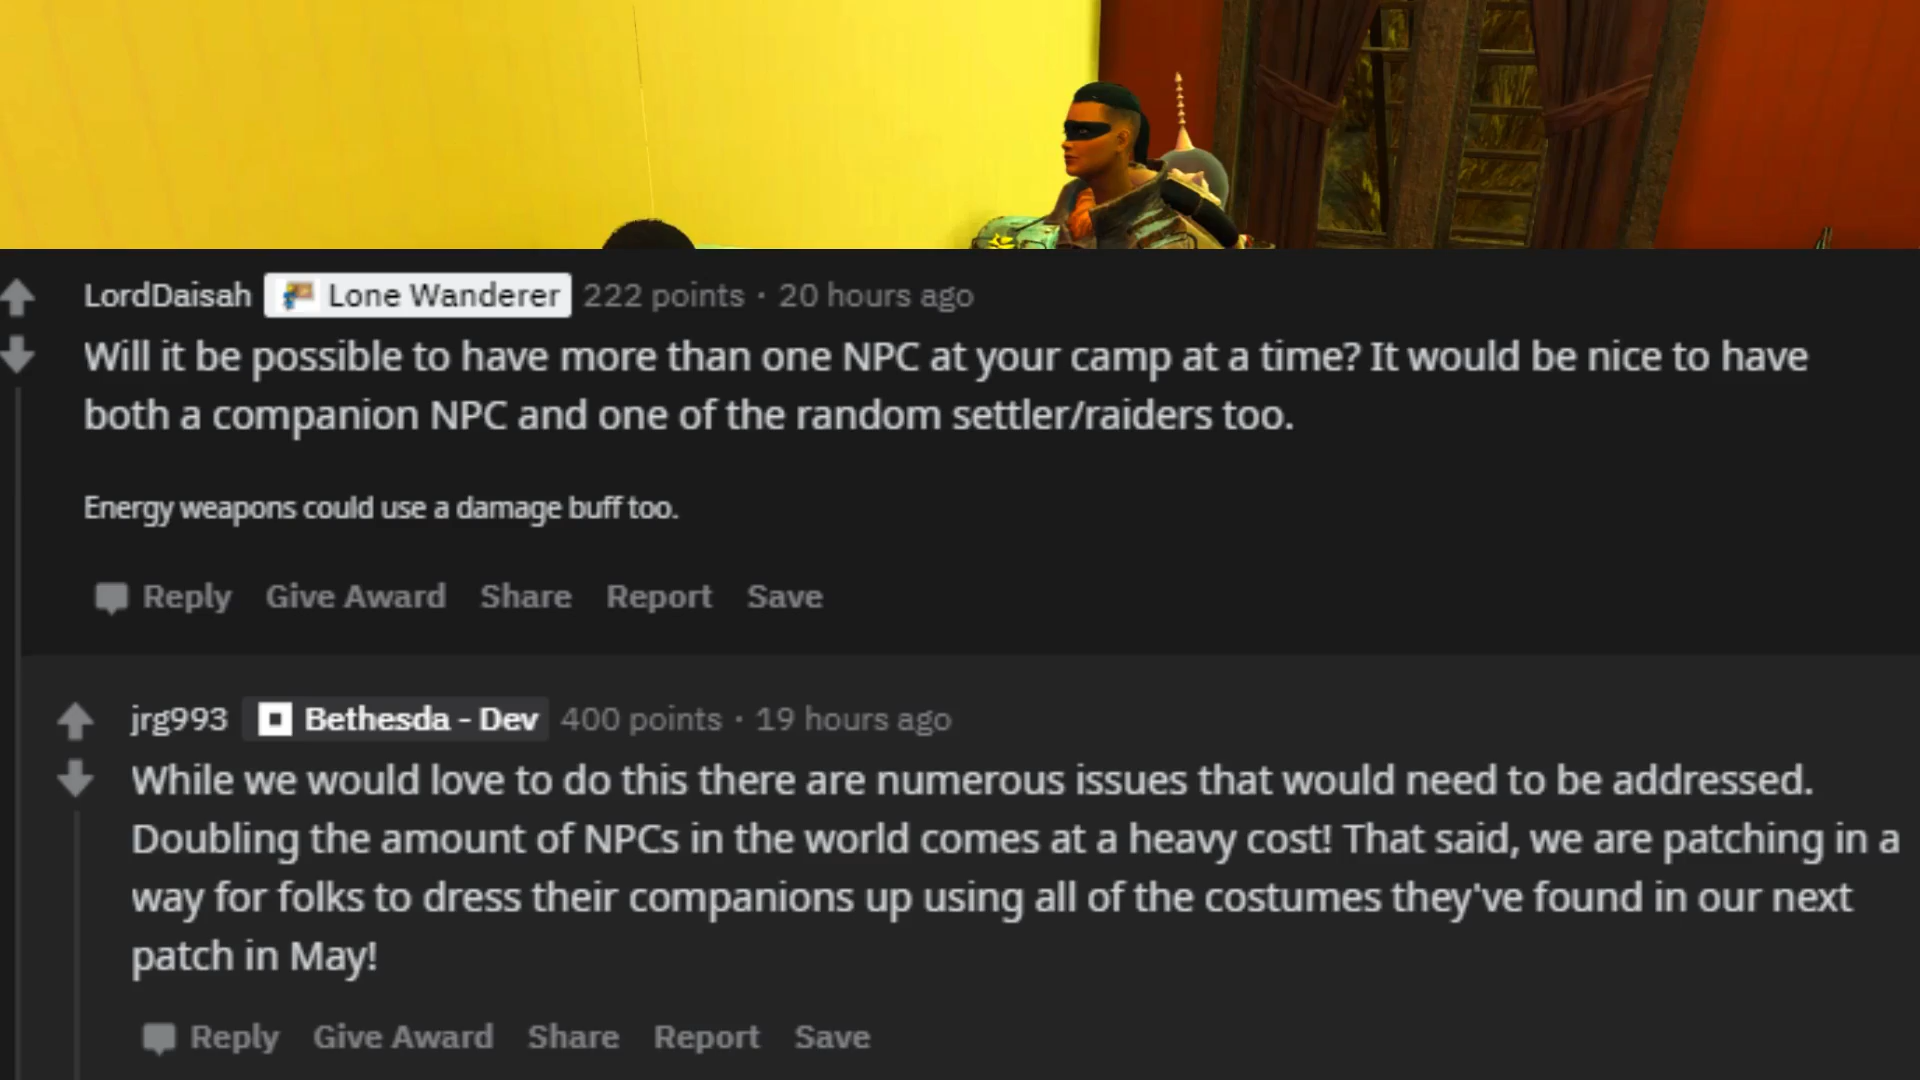 LordDaisah Lone Wanderer 222 points · 20 hours ago
Will it be possible to have more than one NPC at your camp at a time? It would be nice to have
both a companion NPC and one of the random settler/raiders too.
Energy weapons could use a damage buff too.
Reply Give Award Share Report Save
jrg993 Bethesda - Dev 400 points · 19 hours ago
While we would love to do this there are numerous issues that would need to be addressed.
Doubling the amount of NPCs in the world comes at a heavy cost! That said, we are patching in a
way for folks to dress their companions up using all of the costumes they've found in our next
patch in May!
Reply Give Award Share Report Save